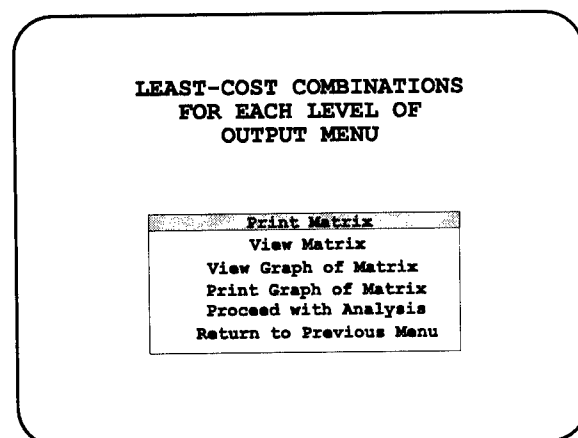 LEAST-COST COMBINATIONS
FOR EACH LEVEL OF
OUTPUT MENU
Print Matrix
View Matrix
View Graph of Matrix
Print Graph of Matrix
Proceed with Analysis
Return to Previous Menu